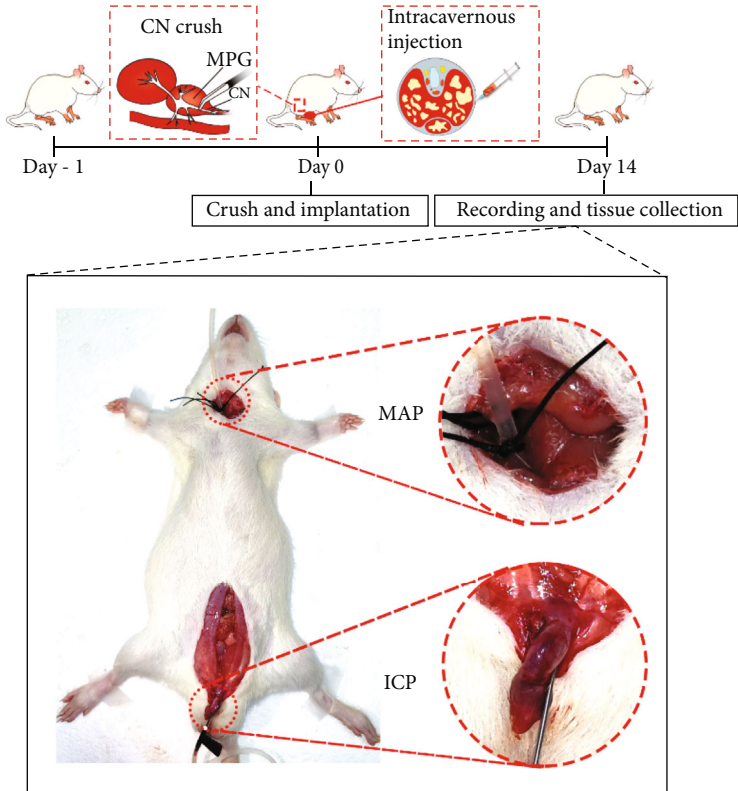 CN crush
MPG
CN
Intracavernous
injection
Day - 1
Day 0
Day 14
Crush and implantation
Recording and tissue collection
MAP
ICP